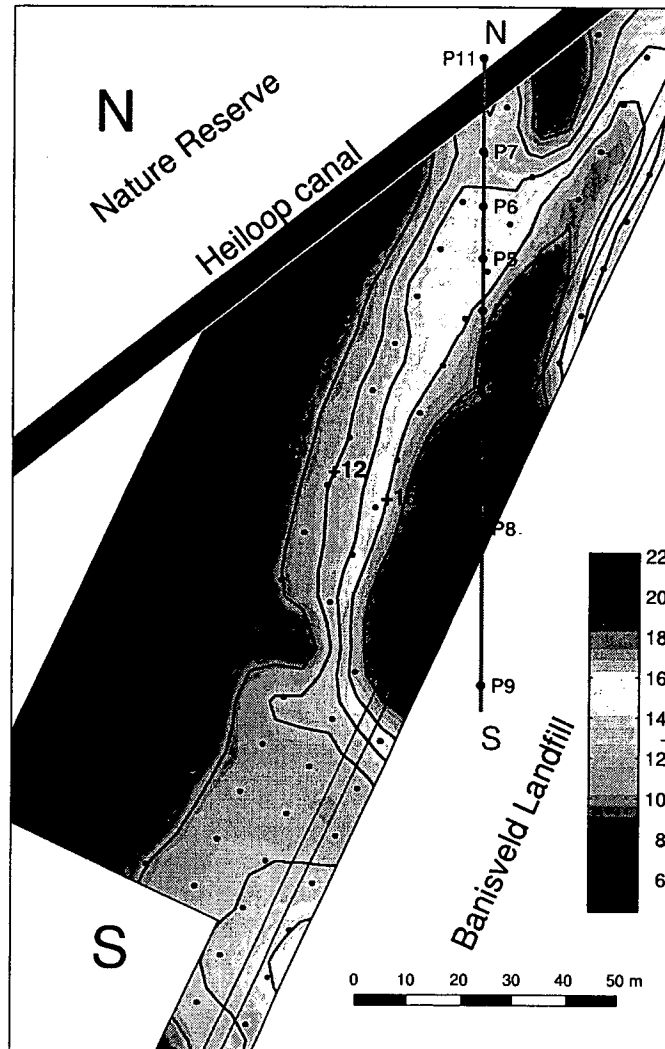 N
P11
N
Nature Reserve
Heiloop canal
P7
P6
P5
12
P8
P9
S
Banisveld Landfill
S
22
20
18
16
14
12
10
8
6
0 10 20 30 40 50 m